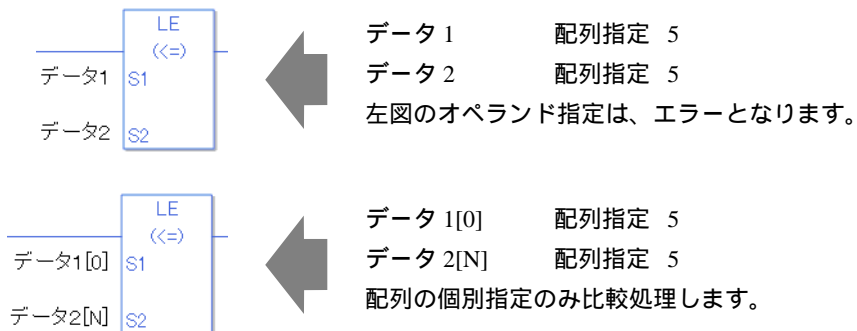 LE
(<=)
データ1 S1
データ2 S2
データ 1 配列指定 5
データ 2 配列指定 5
左図のオペランド指定は、エラーとなります。
LE
(<=)
データ1[0] S1
データ2[N] S2
データ 1[0] 配列指定 5
データ 2[N] 配列指定 5
配列の個別指定のみ比較処理します。